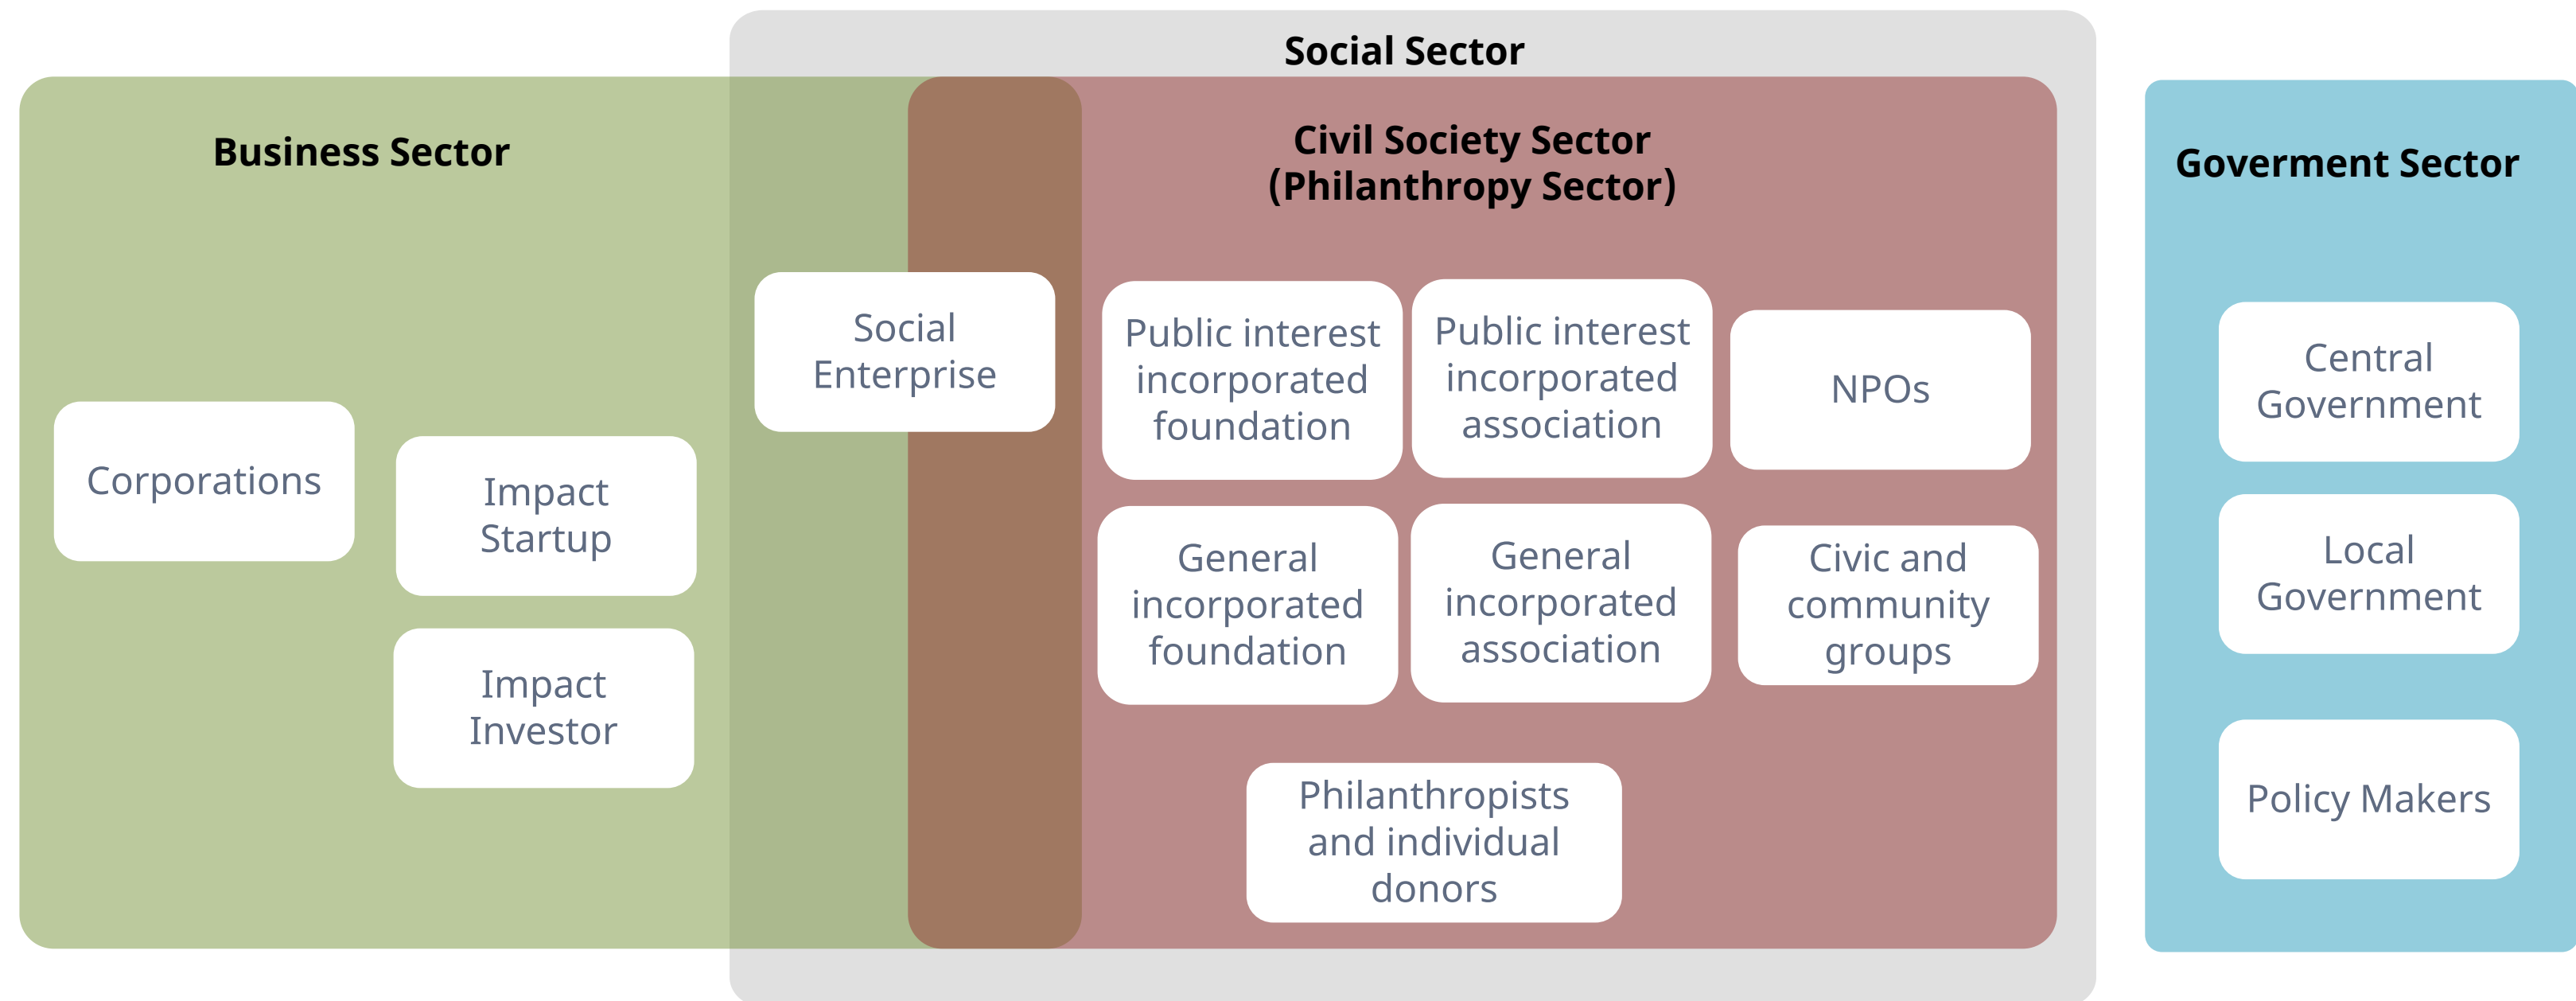 Social Sector
Business Sector
Civil Society Sector
(Philanthropy Sector)
Goverment Sector
Social
Enterprise
Public interest
incorporated
foundation
Public interest
incorporated
association
NPOs
Central
Government
Corporations
Impact
Startup
General
incorporated
foundation
General
incorporated
association
Civic and
community
groups
Local
Government
Impact
Investor
Philanthropists
and individual
donors
Policy Makers